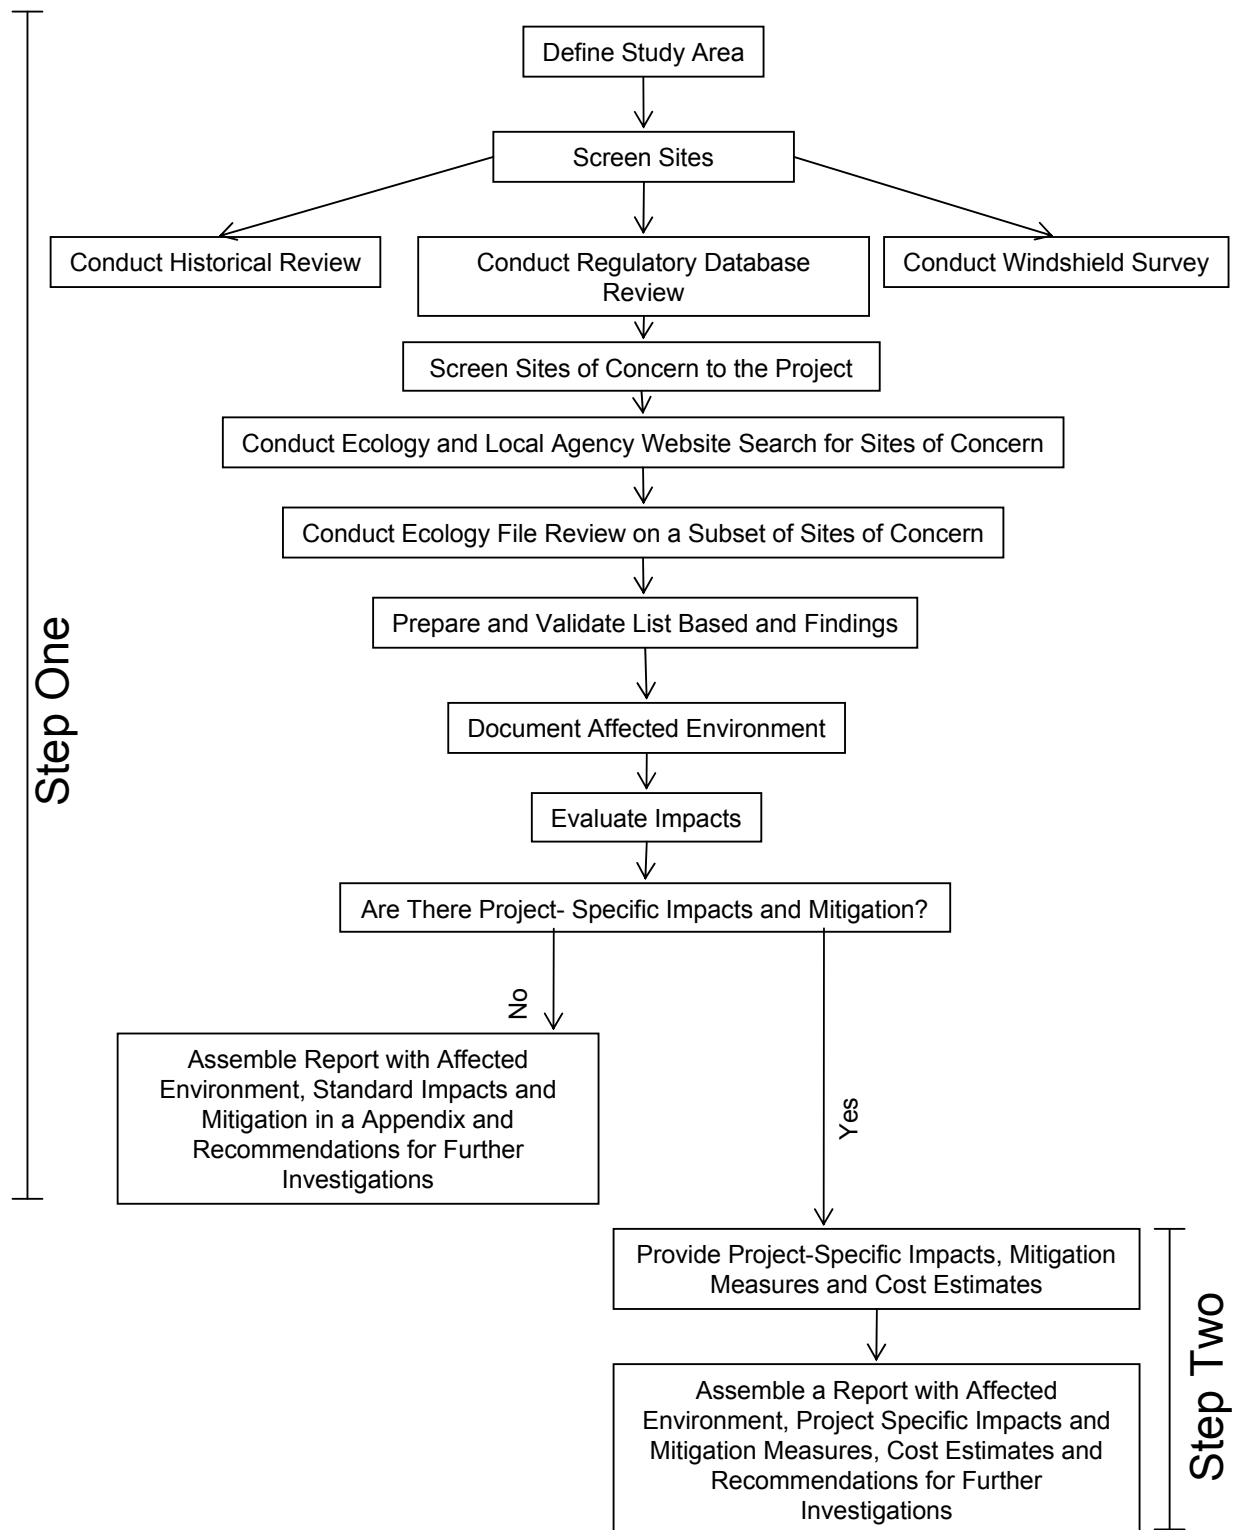 Define Study Area
Screen Sites
Conduct Historical Review
Conduct Regulatory Database
Review
Conduct Windshield Survey
Screen Sites of Concern to the Project
Conduct Ecology and Local Agency Website Search for Sites of Concern
Conduct Ecology File Review on a Subset of Sites of Concern
Prepare and Validate List Based and Findings
Document Affected Environment
Evaluate Impacts
Are There Project- Specific Impacts and Mitigation?
Step One
No
Yes
Assemble Report with Affected
Environment, Standard Impacts and
Mitigation in a Appendix and
Recommendations for Further
Investigations
Provide Project-Specific Impacts, Mitigation
Measures and Cost Estimates
Assemble a Report with Affected
Environment, Project Specific Impacts and
Mitigation Measures, Cost Estimates and
Recommendations for Further
Investigations
Step Two